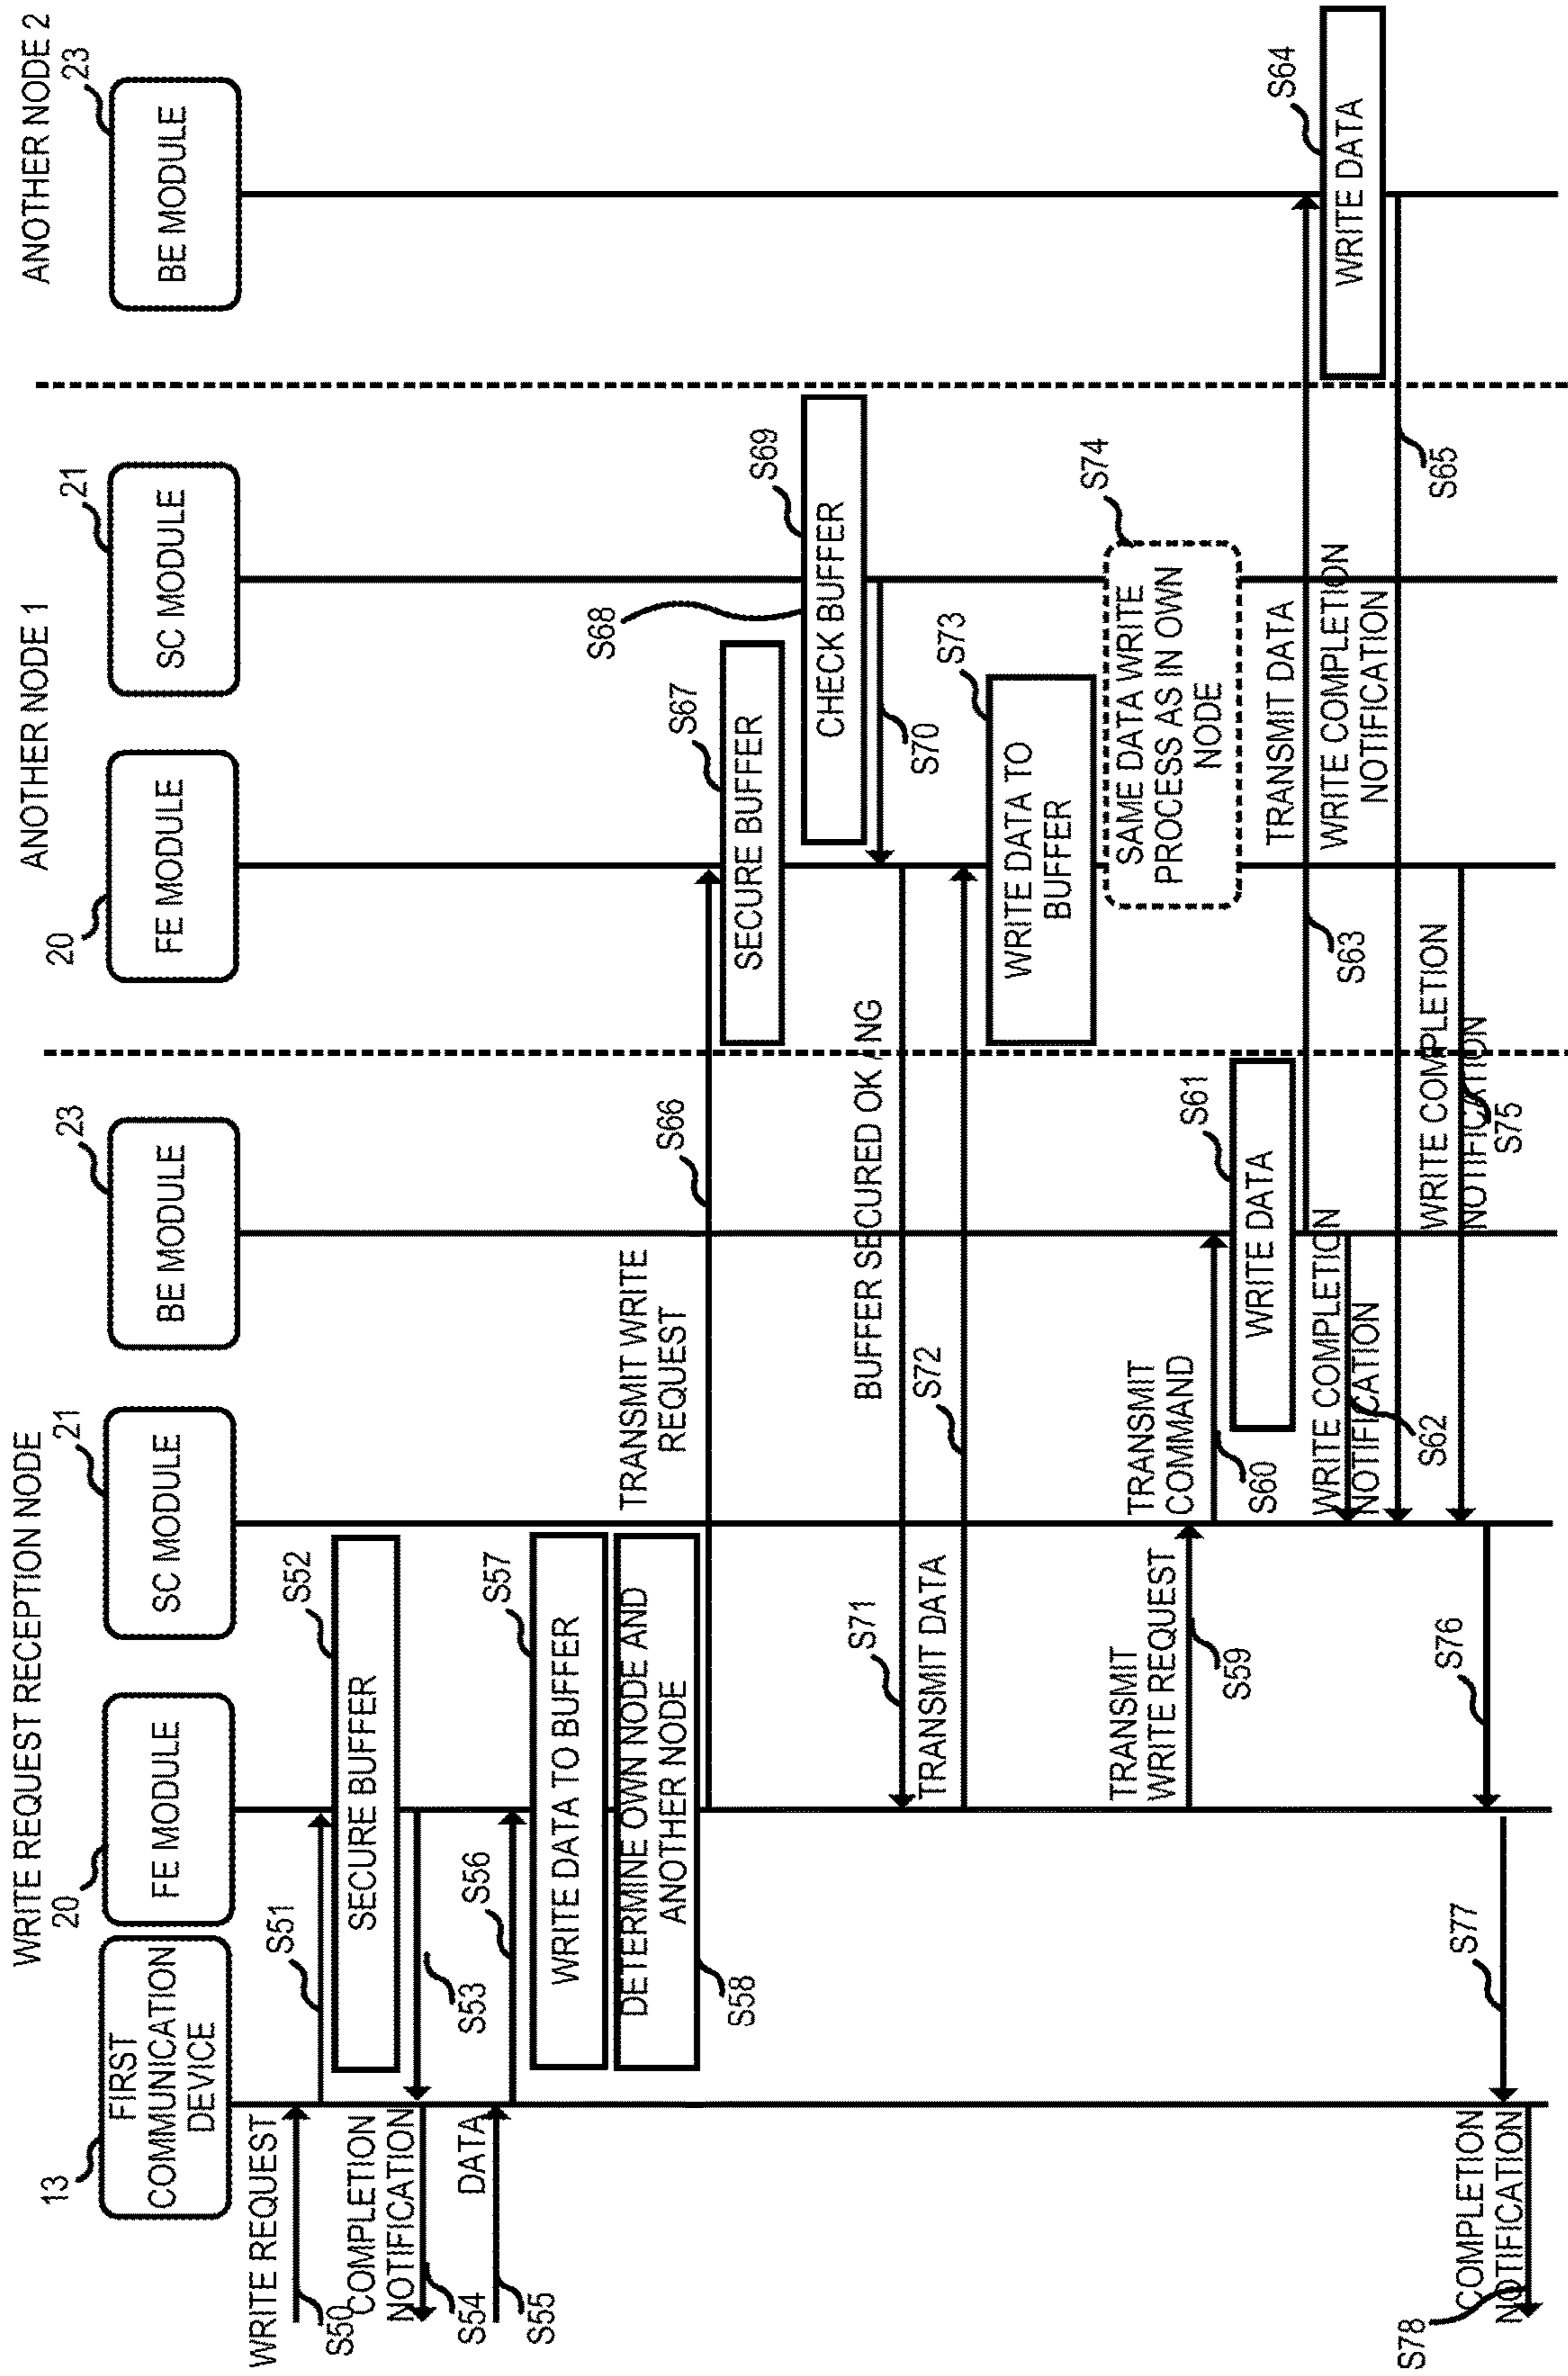 WRITE REQUEST RECEPTION NODE
ANOTHER NODE 1
ANOTHER NODE 2
13
20
21
23
20
21
23
FIRST
COMMUNICATION
DEVICE
FE MODULE
SC MODULE
BE MODULE
FE MODULE
SC MODULE
BE MODULE
WRITE REQUEST
S50
S51
SECURE BUFFER
S52
S53
COMPLETION
NOTIFICATION
S54
DATA
S55
S56
WRITE DATA TO BUFFER
S57
DETERMINE OWN NODE AND
ANOTHER NODE
S58
TRANSMIT WRITE
REQUEST
S66
SECURE BUFFER
S67
S68
CHECK BUFFER
S69
S70
BUFFER SECURED OK / NG
S71
TRANSMIT DATA
S72
WRITE DATA TO
BUFFER
S73
SAME DATA WRITE
PROCESS AS IN OWN
NODE
S74
TRANSMIT
WRITE REQUEST
S59
TRANSMIT
COMMAND
S60
WRITE DATA
S61
TRANSMIT DATA
S63
WRITE DATA
S64
WRITE COMPLETION
NOTIFICATION
S62
WRITE COMPLETION
NOTIFICATION
S65
WRITE COMPLETION
NOTIFICATION
S75
S76
S77
COMPLETION
NOTIFICATION
S78